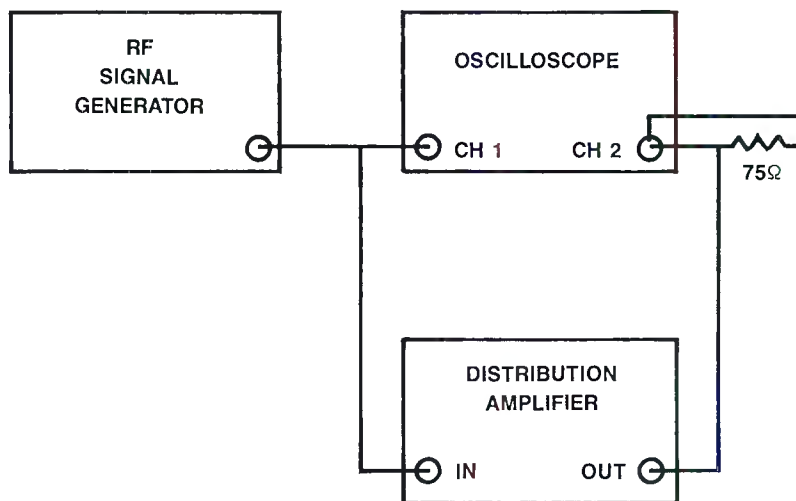 RF
SIGNAL
GENERATOR
OSCILLOSCOPE
CH 1
CH 2
75Ω
DISTRIBUTION
AMPLIFIER
IN
OUT